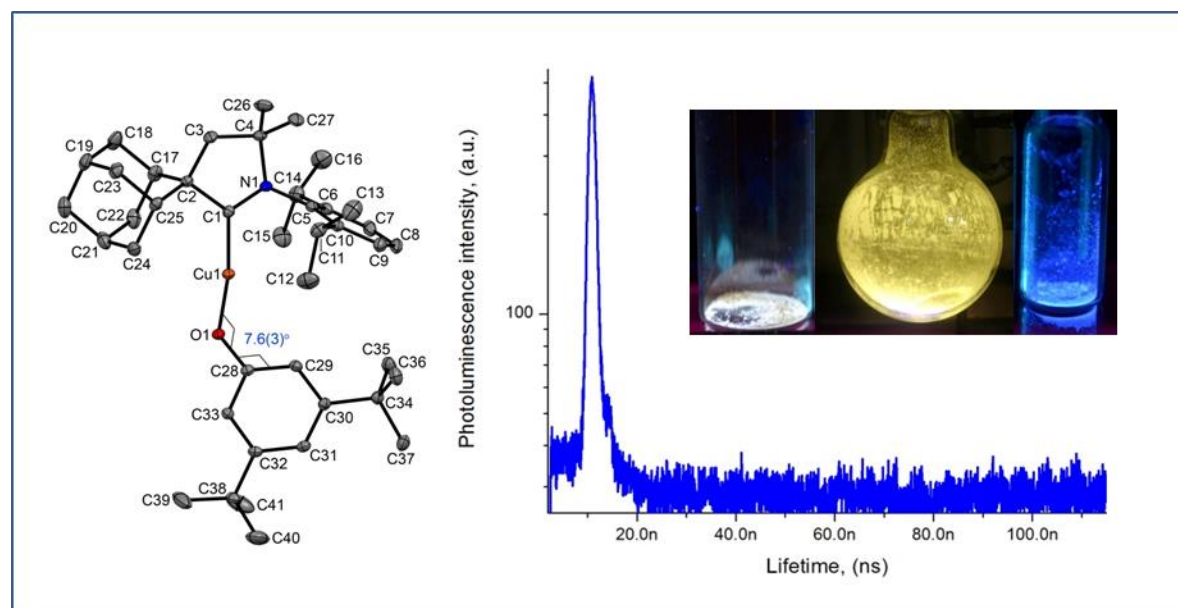 C26
C27
C3
C4
C18
C19
C17
C23
C16
N1
C14
C6
C13
C2
C25
C22
C1
C5
C7
C20
C15
C10
C8
C21
C24
C11
C9
Cu1
C12
O1
7.6(3)°
C35
C36
C28
C29
C33
C30
C34
C32
C31
C37
C39
C38
C41
C40
Photoluminescence intensity, (a.u.)
100
20.0n
40.0n
60.0n
80.0n
100.0n
Lifetime, (ns)